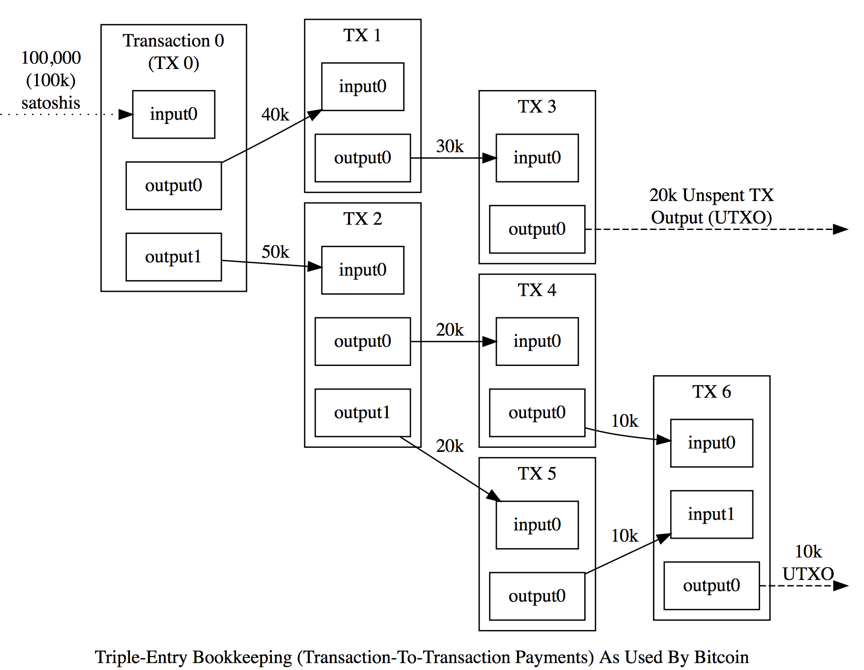 100,000
(100k)
satoshis
Transaction 0
(TX 0)
input0
output0
output1
40k
50k
TX 1
input0
output0
30k
TX 2
input0
output0
output1
20k
20k
TX 3
input0
output0
20k Unspent TX
Output (UTXO)
TX 4
input0
output0
10k
TX 5
input0
output0
10k
TX 6
input0
input1
output0
10k
UTXO
Triple-Entry Bookkeeping (Transaction-To-Transaction Payments) As Used By Bitcoin